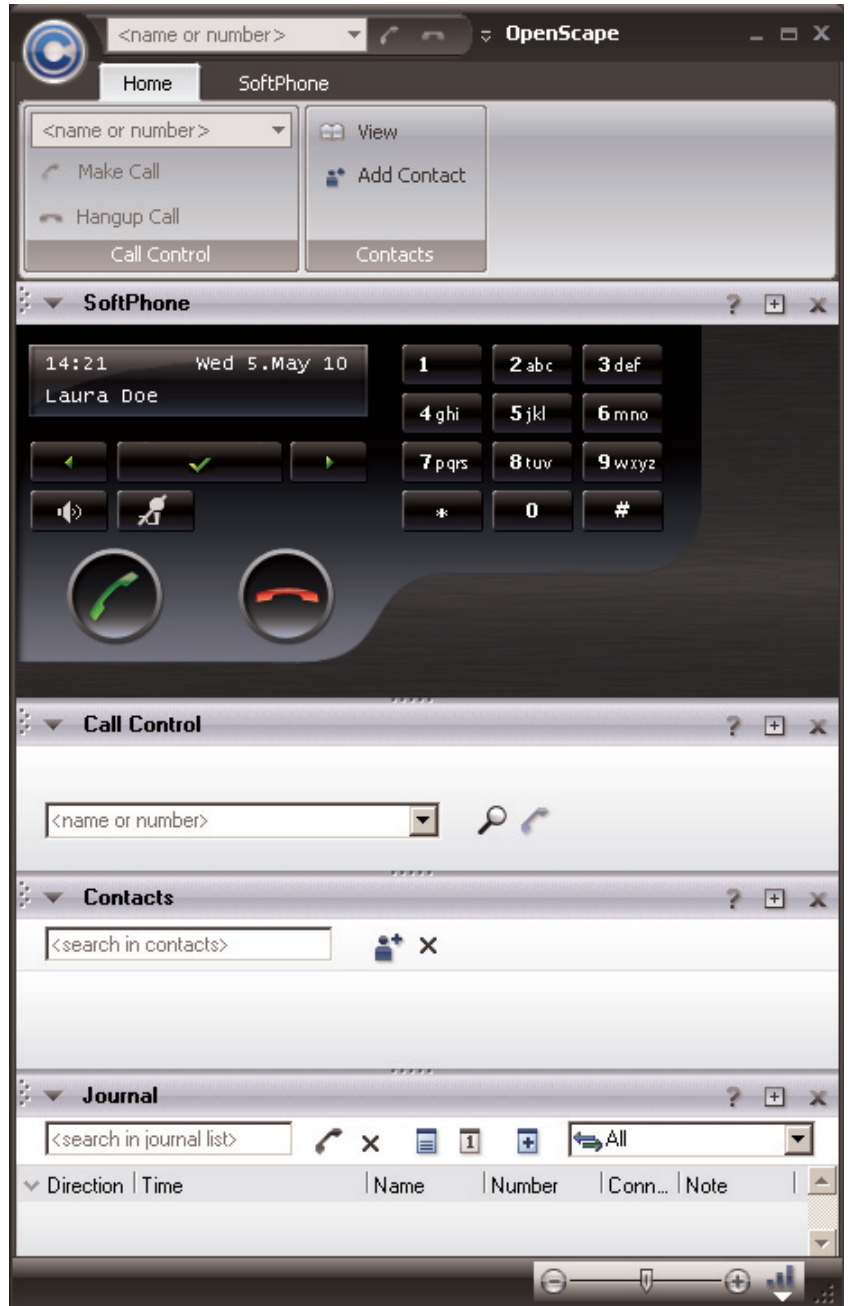 <name or number> OpenScape
Home SoftPhone
<name or number> View
Make Call Add Contact
Hangup Call
Call Control Contacts
SoftPhone ?
14:21 Wed 5.May 10
Laura Doe
1 2 abc 3 def
4 ghi 5 jkl 6 mno
7 pqrs 8 tuv 9 wxyz
* 0 #
Call Control ?
<name or number>
Contacts ?
<search in contacts>
Journal ?
<search in journal list> 1 All
Direction Time Name Number Conn... Note